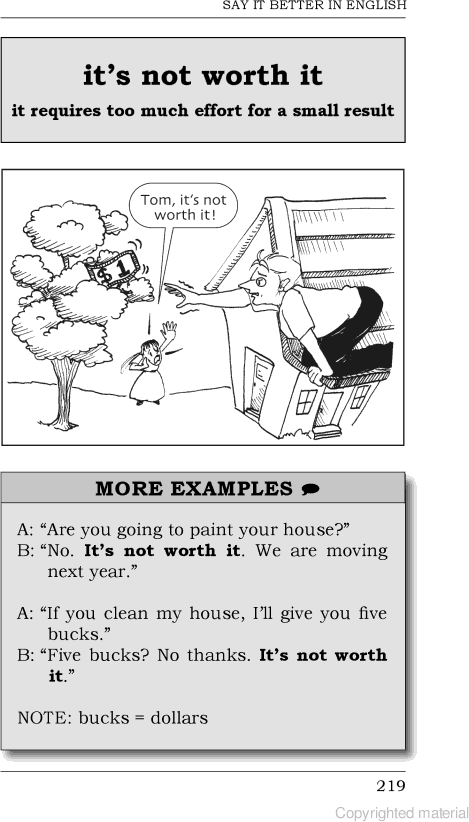 SAY IT BETTER IN ENGLISH
it's not worth it
it requires too much effort for a small result
Tom, it's not
worth it!
$1
MORE EXAMPLES
A: “Are you going to paint your house?”
B: “No. It's not worth it. We are moving
next year.”
A: “If you clean my house, I'll give you five
bucks.”
B: “Five bucks? No thanks. It's not worth
it.”
NOTE: bucks = dollars
219
Copyrighted material